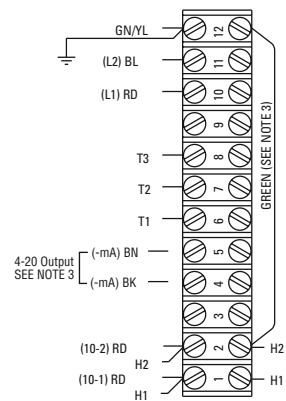 GN/YL
12
(L2) BL
11
(L1) RD
10
9
T3
8
T2
7
T1
6
4-20 Output
SEE NOTE 3
(-mA) BN
5
(-mA) BK
4
3
GREEN (SEE NOTE 3)
(10-2) RD
2
H2
H2
(10-1) RD
1
H1
H1